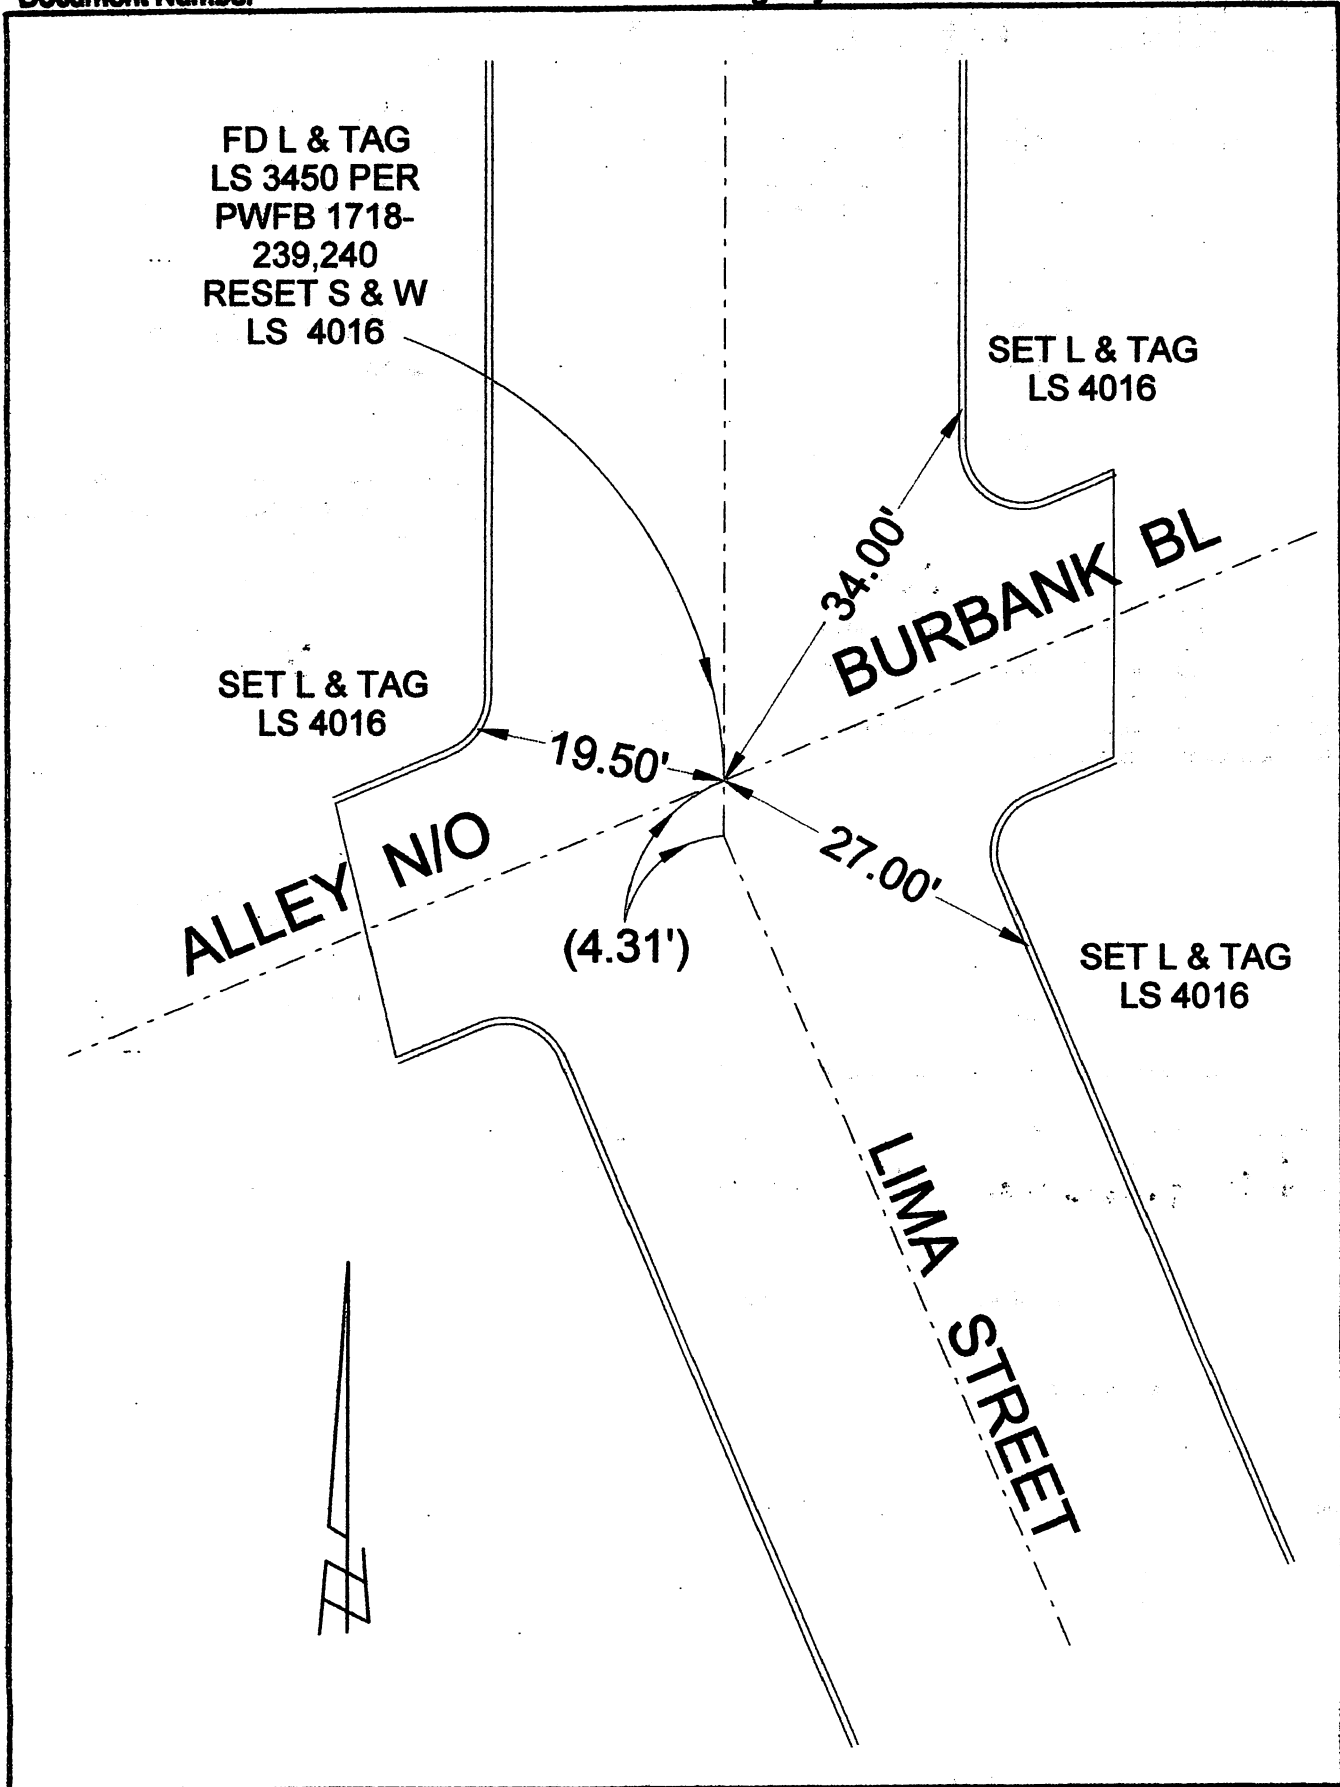 FD L & TAG
LS 3450 PER
PWFB 1718-
239,240
RESET S & W
LS 4016
SET L & TAG
LS 4016
34.00'
SET L & TAG
LS 4016
19.50'
ALLEY N/O BURBANK BL
27.00'
(4.31')
SET L & TAG
LS 4016
LIMA STREET